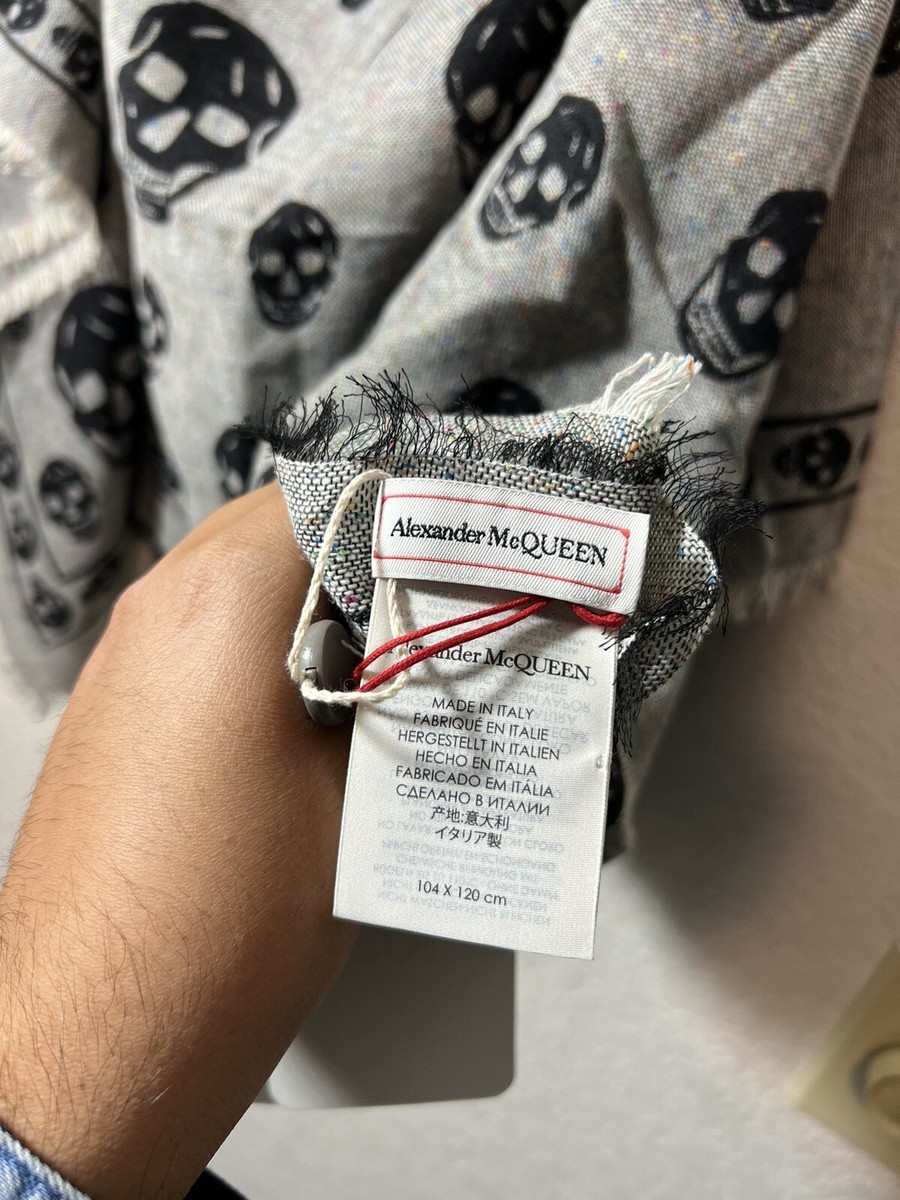 Alexander McQUEEN
Alexander McQUEEN
MADE IN ITALY
FABRIQUÉ EN ITALIE
HERGESTELLT IN ITALIEN
HECHO EN ITALIA
FABRICADO EM ITÁLIA
СДЕЛАНО В ИТАЛИИ
产地:意大利
イタリア製
104 X 120 cm